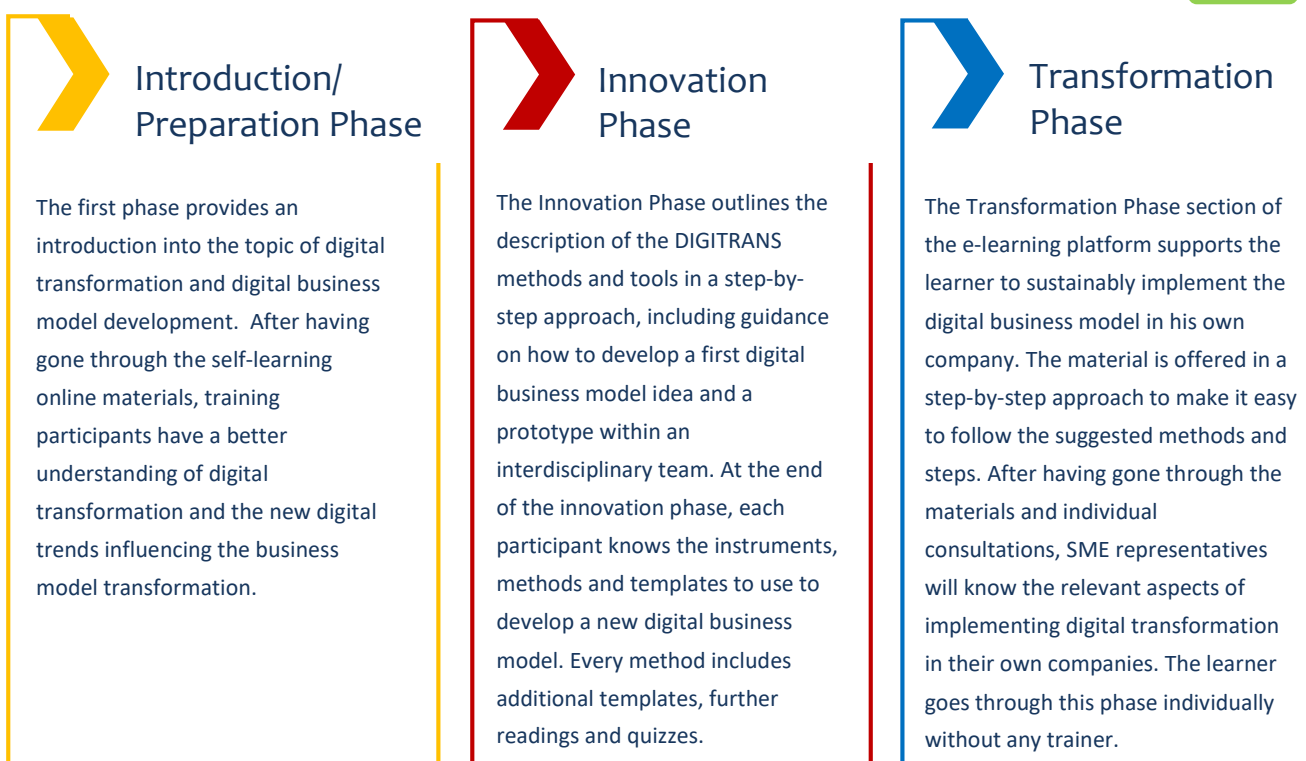 Introduction/
Preparation Phase
The first phase provides an
introduction into the topic of digital
transformation and digital business
model development.  After having
gone through the self-learning
online materials, training
participants have a better
understanding of digital
transformation and the new digital
trends influencing the business
model transformation.
Innovation
Phase
The Innovation Phase outlines the
description of the DIGITRANS
methods and tools in a step-by-
step approach, including guidance
on how to develop a first digital
business model idea and a
prototype within an
interdisciplinary team. At the end
of the innovation phase, each
participant knows the instruments,
methods and templates to use to
develop a new digital business
model. Every method includes
additional templates, further
readings and quizzes.
Transformation
Phase
The Transformation Phase section of
the e-learning platform supports the
learner to sustainably implement the
digital business model in his own
company. The material is offered in a
step-by-step approach to make it easy
to follow the suggested methods and
steps. After having gone through the
materials and individual
consultations, SME representatives
will know the relevant aspects of
implementing digital transformation
in their own companies. The learner
goes through this phase individually
without any trainer.